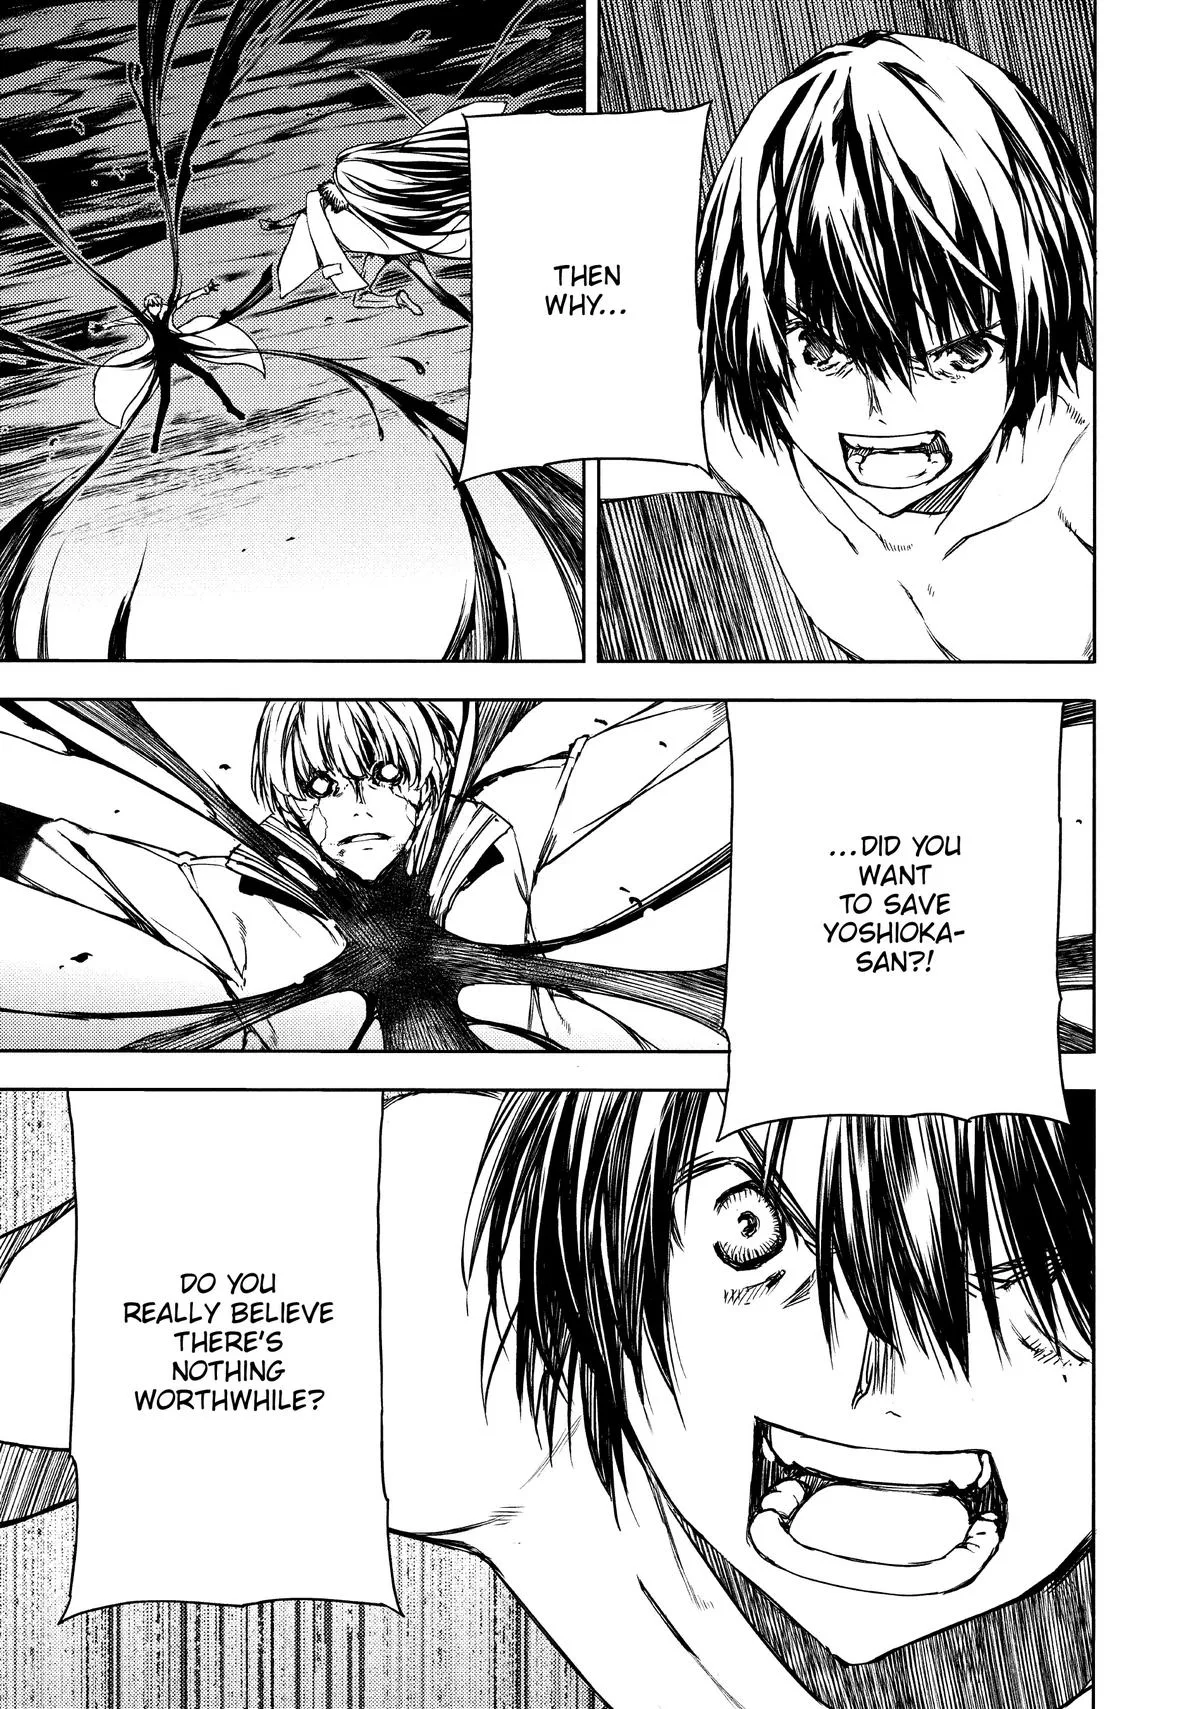 THEN
WHY...
...DID YOU
WANT
TO SAVE
YOSHIOKA-
SAN?!
DO YOU
REALLY BELIEVE
THERE'S
NOTHING
WORTHWHILE?